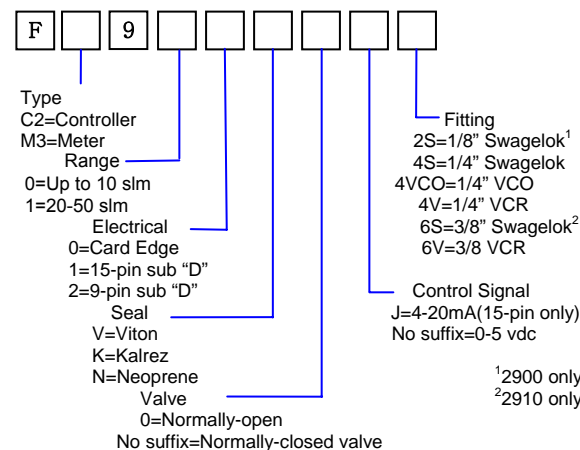 F 9
Type
C2=Controller
M3=Meter
Range
0=Up to 10 slm
1=20-50 slm
Electrical
0=Card Edge
1=15-pin sub “D”
2=9-pin sub “D”
Seal
V=Viton
K=Kalrez
N=Neoprene
Valve
0=Normally-open
No suffix=Normally-closed valve
Fitting
2S=1/8” Swagelok¹
4S=1/4” Swagelok
4VCO=1/4” VCO
4V=1/4” VCR
6S=3/8” Swagelok²
6V=3/8 VCR
Control Signal
J=4-20mA(15-pin only)
No suffix=0-5 vdc
¹2900 only
²2910 only